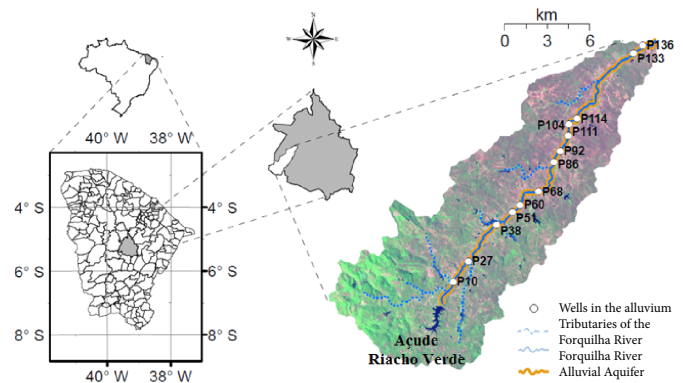 km
0 3 6
N
W E
S
40° W 38° W
4° S 4° S
6° S 6° S
8° S 8° S
40° W 38° W
P136
P133
P114
P104
P111
P92
P86
P68
P60
P51
P38
P27
P10
Açude
Riacho Verde
Wells in the alluvium
Tributaries of the
Forquilha River
Forquilha River
Alluvial Aquifer